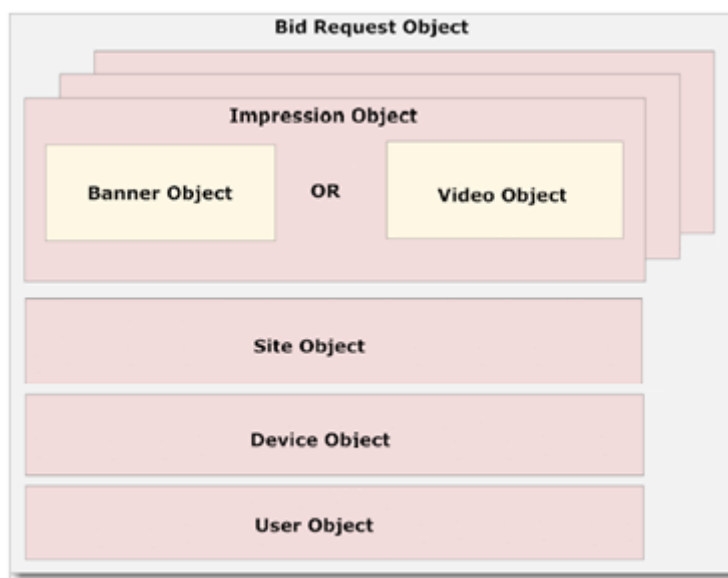 Bid Request Object
Impression Object
Banner Object
OR
Video Object
Site Object
Device Object
User Object